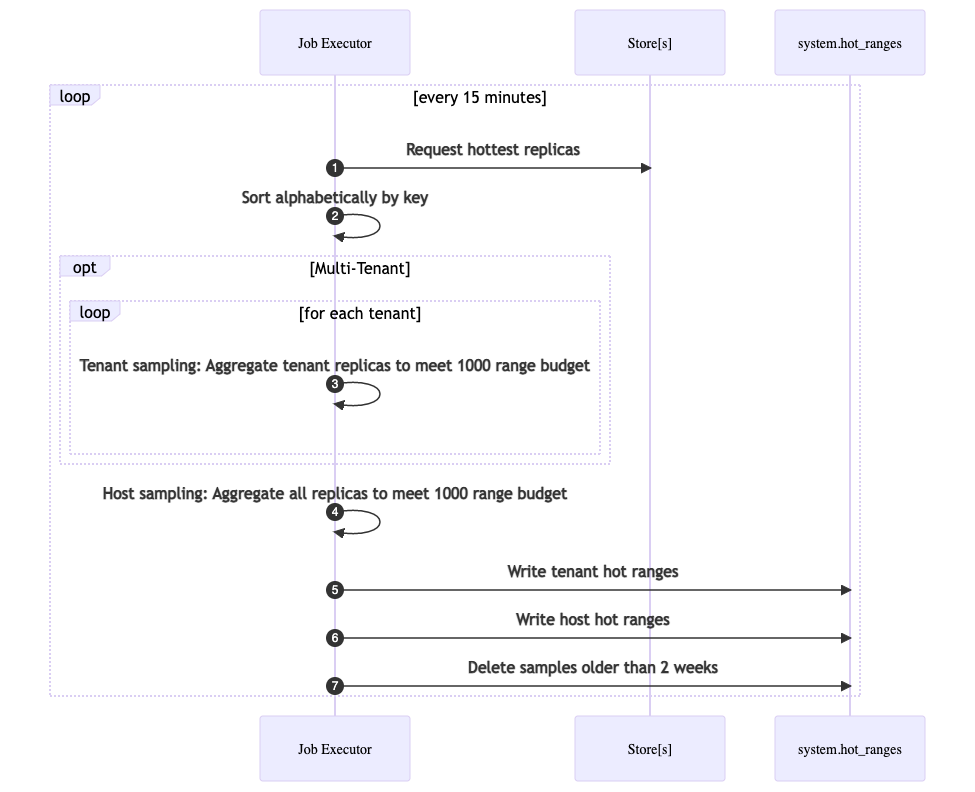 Job Executor
Store[s]
system.hot_ranges
loop
[every 15 minutes]
Request hottest replicas
1
Sort alphabetically by key
2
opt
[Multi-Tenant]
loop
[for each tenant]
Tenant sampling: Aggregate tenant replicas to meet 1000 range budget
3
Host sampling: Aggregate all replicas to meet 1000 range budget
4
Write tenant hot ranges
5
Write host hot ranges
6
Delete samples older than 2 weeks
7
Job Executor
Store[s]
system.hot_ranges